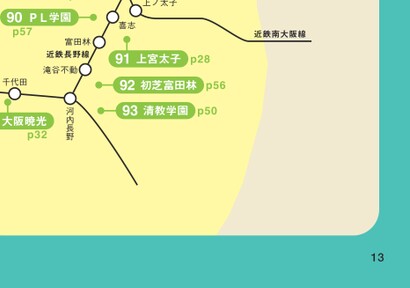 上ノ太子
90 PL学園
p57
喜志
近鉄南大阪線
富田林
近鉄長野線
91 上宮太子 p28
滝谷不動
千代田
92 初芝富田林 p56
河内長野
93 清教学園 p50
大阪暁光
p32
13